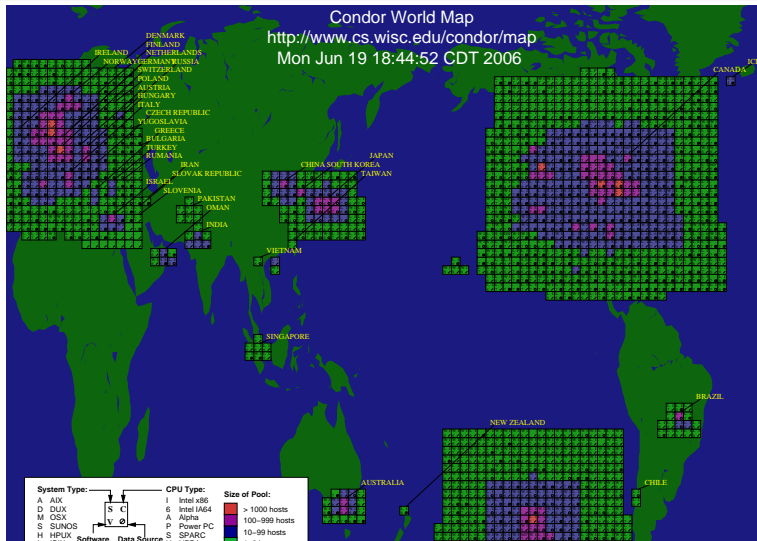 Condor World Map
http://www.cs.wisc.edu/condor/map
Mon Jun 19 18:44:52 CDT 2006
DENMARK
FINLAND
IRELAND NETHERLANDS
NORWAY GERMANY RUSSIA
SWITZERLAND
POLAND
AUSTRIA
HUNGARY
ITALY
CZECH REPUBLIC
YUGOSLAVIA
GREECE
BULGARIA
TURKEY
RUMANIA
IRAN
SLOVAK REPUBLIC
ISRAEL
SLOVENIA
PAKISTAN
OMAN
INDIA
JAPAN
CHINA SOUTH KOREA
TAIWAN
VIETNAM
SINGAPORE
CANADA
BRAZIL
NEW ZEALAND
AUSTRALIA
CHILE
System Type:
A AIX
D DUX
M OSX
S SUNOS
H HPUX
S C
V Ø
Software Data Source
CPU Type:
I Intel x86
6 Intel IA64
A Alpha
P Power PC
S SPARC
Size of Pool:
> 1000 hosts
100-999 hosts
10-99 hosts